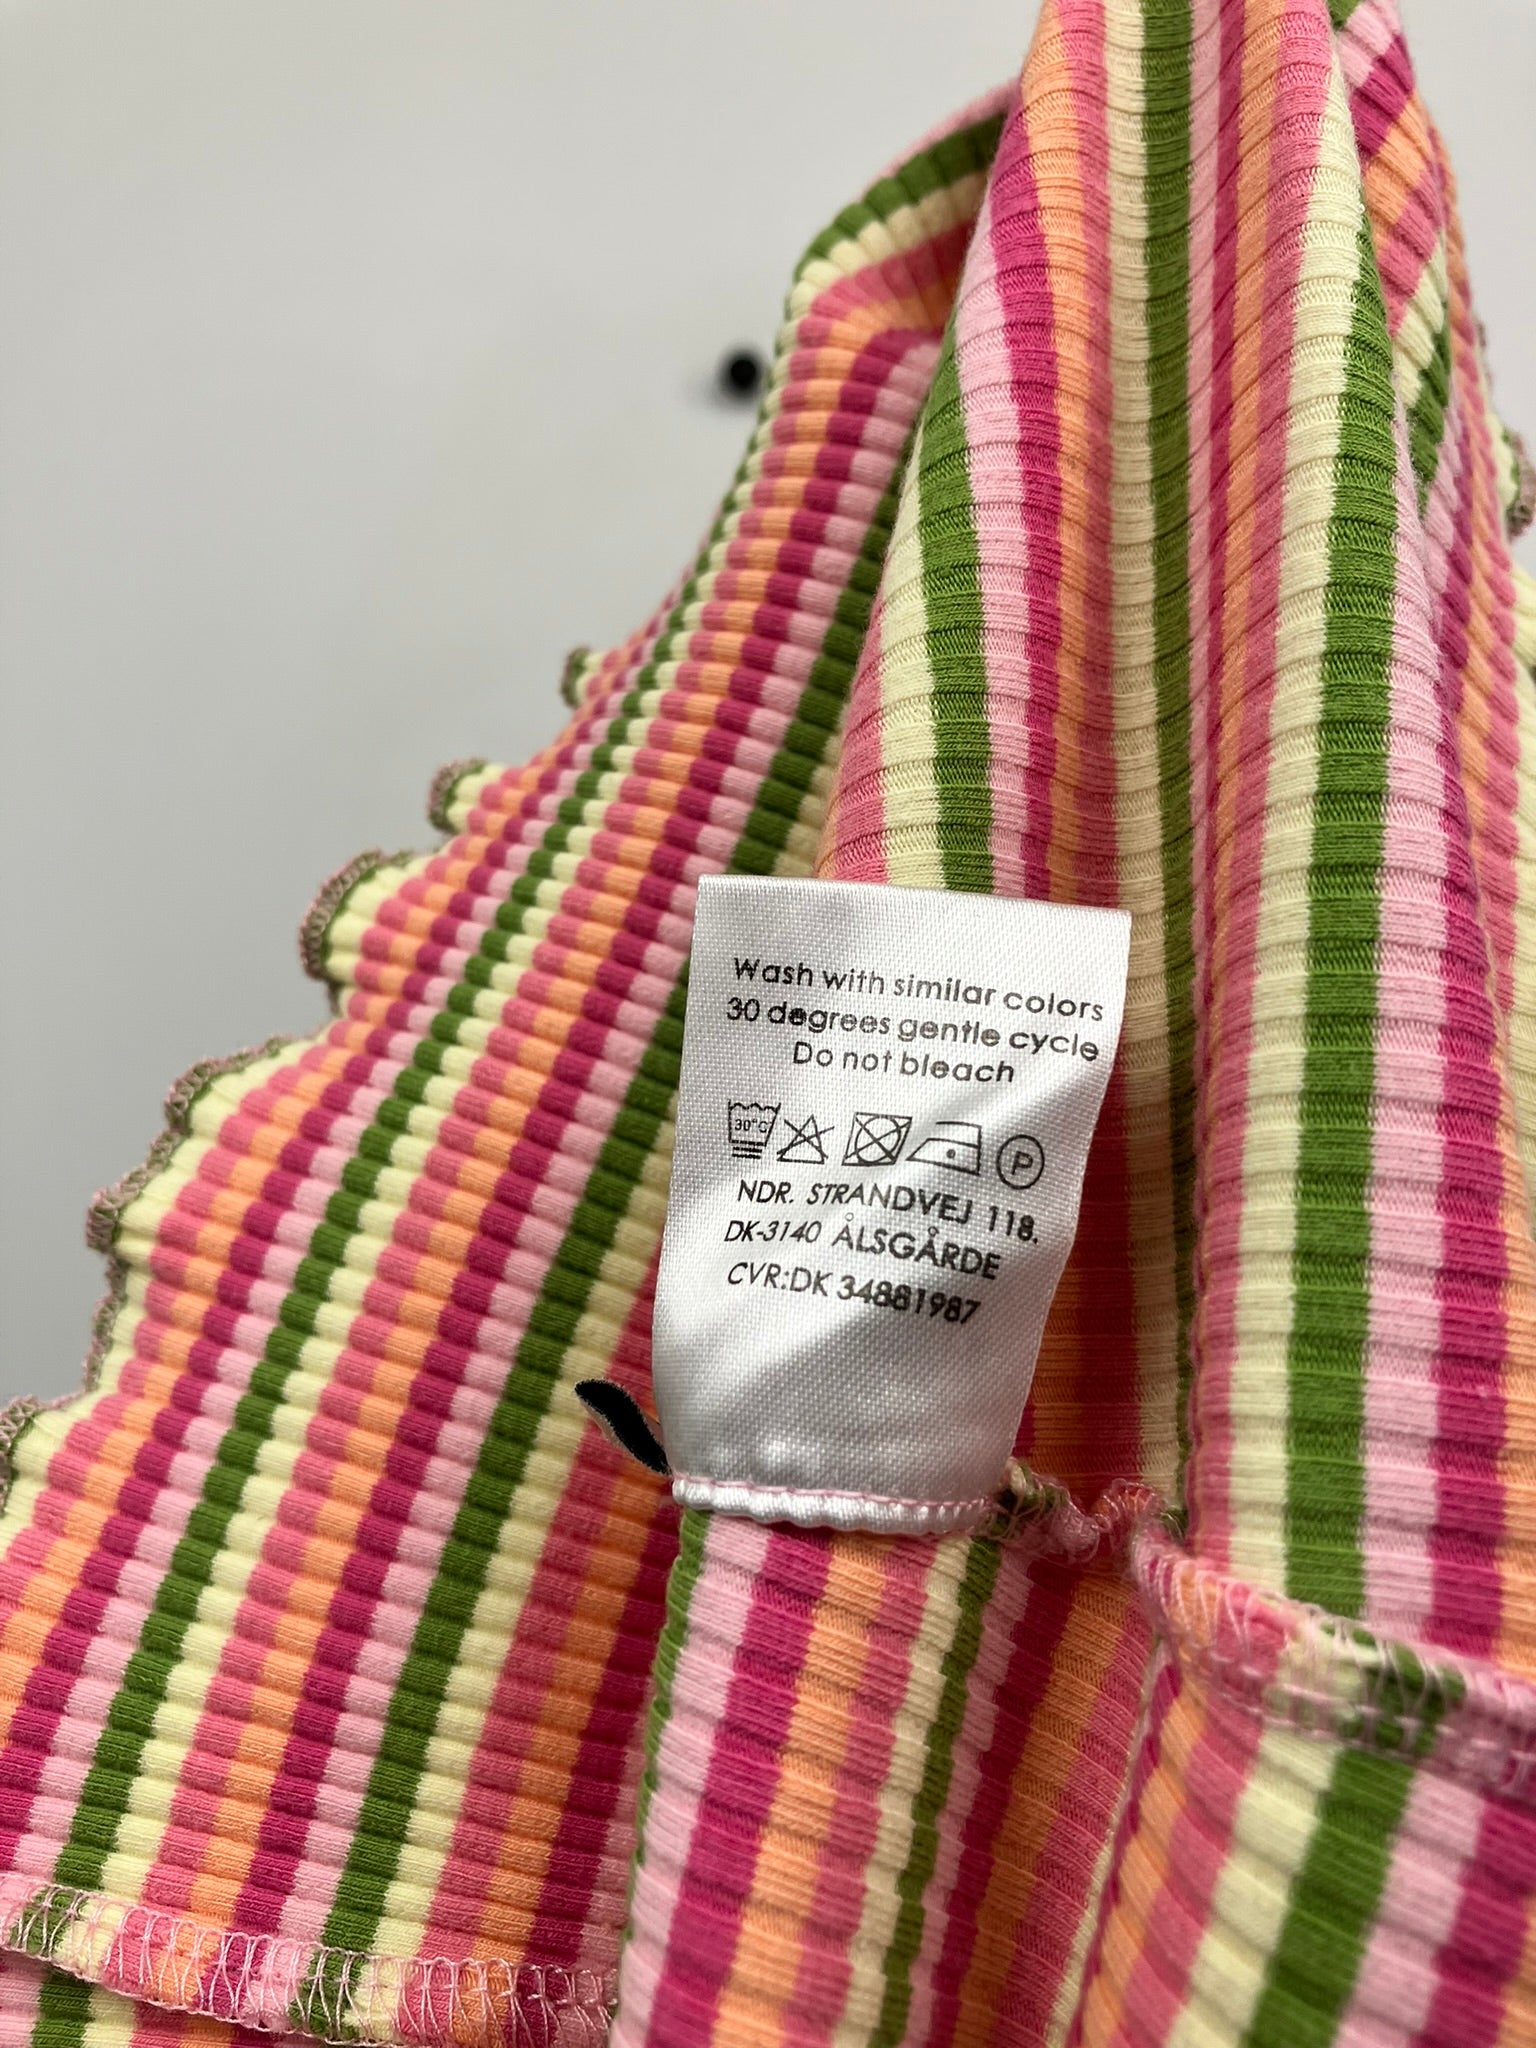 Wash with similar colors
30 degrees gentle cycle
Do not bleach
30°C P
NDR. STRANDVEJ 118.
DK-3140 ÅLSGÅRDE
CVR:DK 34881987